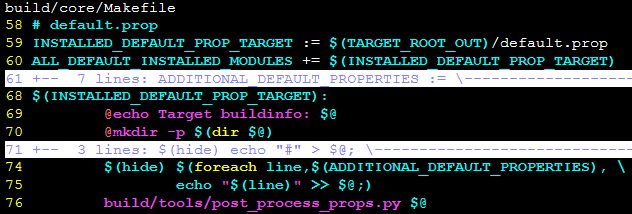 build/core/Makefile
58 # default.prop
59 INSTALLED_DEFAULT_PROP_TARGET := $(TARGET_ROOT_OUT)/default.prop
60 ALL_DEFAULT_INSTALLED_MODULES += $(INSTALLED_DEFAULT_PROP_TARGET)
61 +-- 7 lines: ADDITIONAL_DEFAULT_PROPERTIES := \---------------------
68 $(INSTALLED_DEFAULT_PROP_TARGET):
69 @echo Target buildinfo: $@
70 @mkdir -p $(dir $@)
71 +-- 3 lines: $(hide) echo "#" > $@; \--------------------------------
74 $(hide) $(foreach line,$(ADDITIONAL_DEFAULT_PROPERTIES), \
75 echo "$(line)" >> $@;)
76 build/tools/post_process_props.py $@